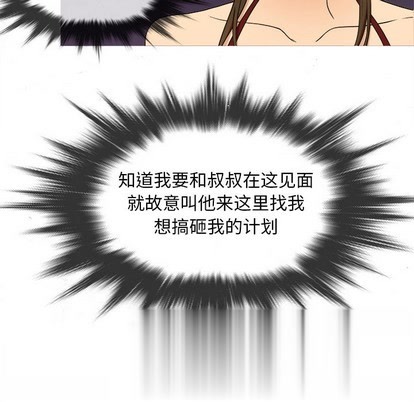 知道我要和叔叔在这见面
就故意叫他来这里找我
想搞砸我的计划